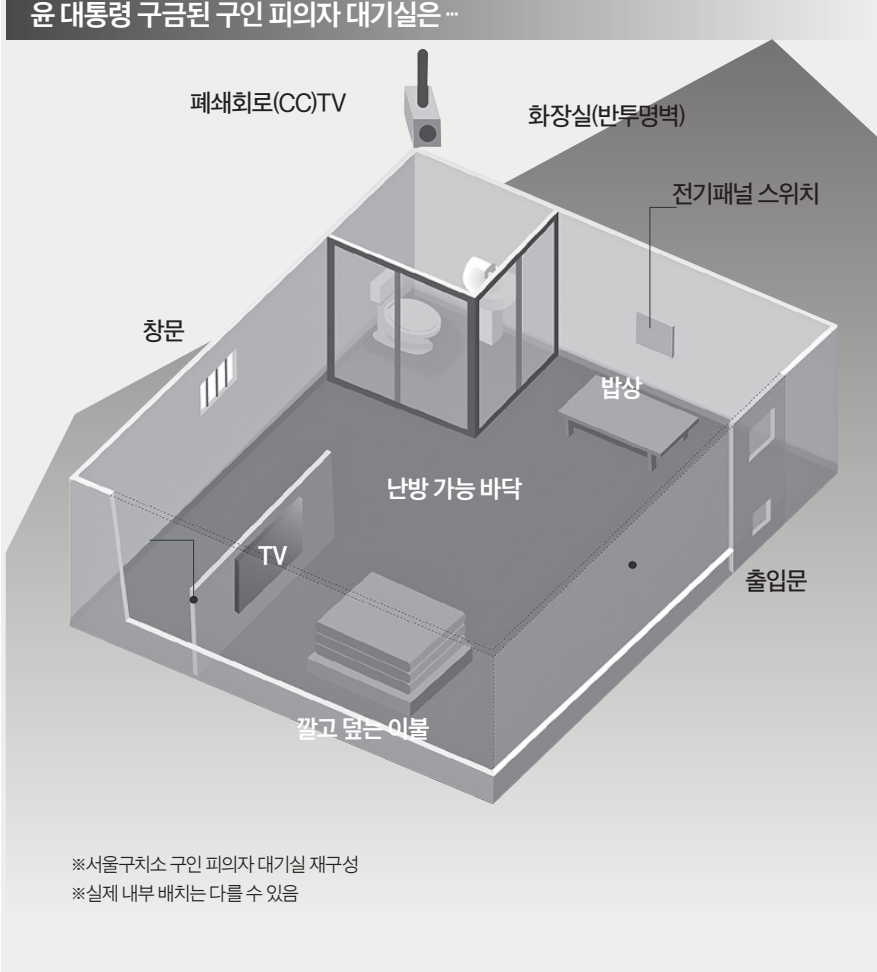 윤 대통령 구금된 구인 피의자 대기실은 …
폐쇄회로(CC)TV
화장실(반투명벽)
전기패널 스위치
창문
밥상
난방 가능 바닥
TV
출입문
깔고 덮는 이불
※서울구치소 구인 피의자 대기실 재구성
※실제 내부 배치는 다를 수 있음